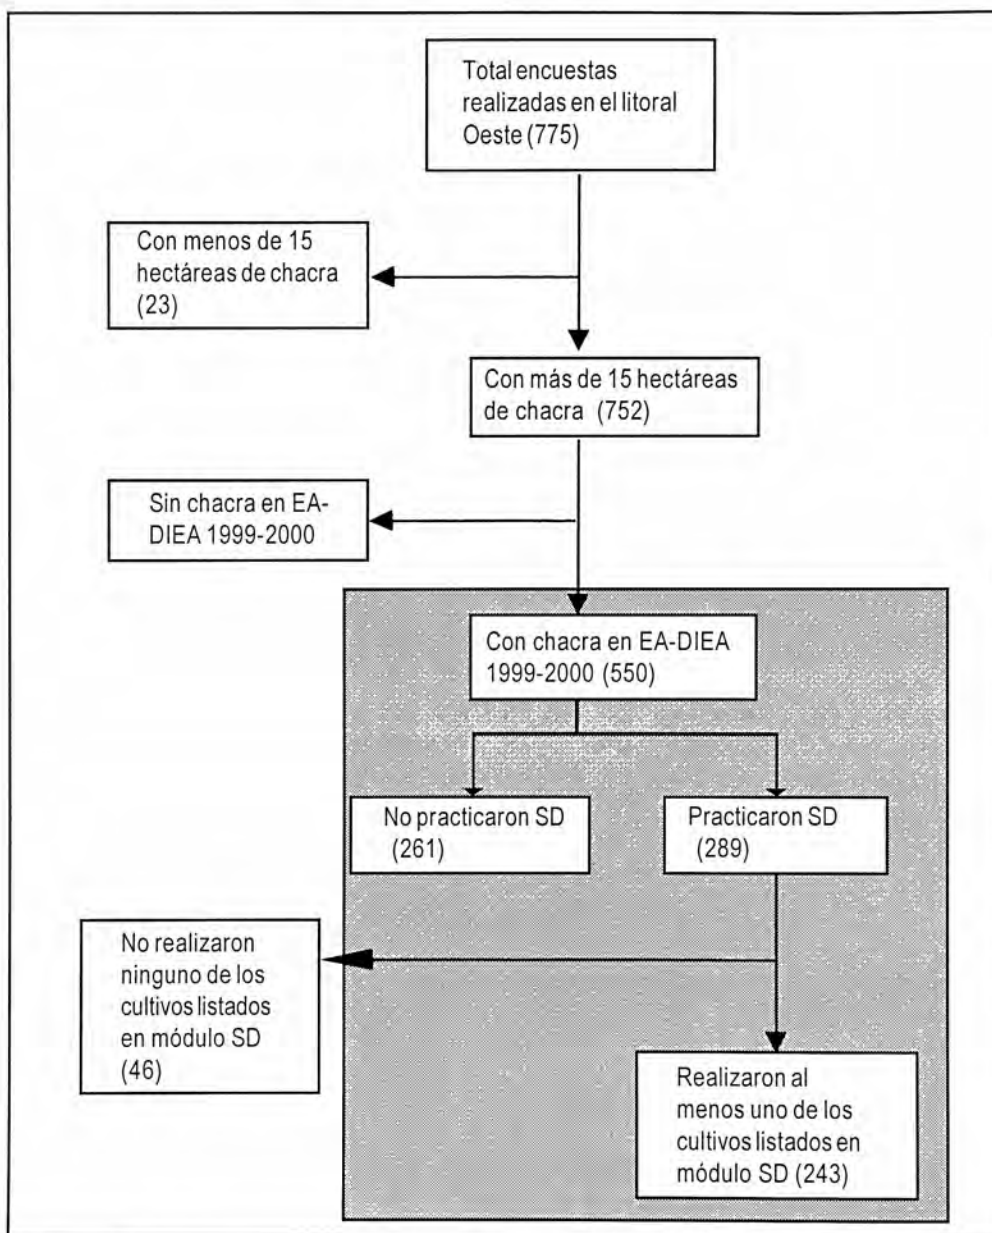 Total encuestas
realizadas en el litoral
Oeste (775)
Con menos de 15
hectáreas de chacra
(23)
Con más de 15 hectáreas
de chacra (752)
Sin chacra en EA-
DIEA 1999-2000
Con chacra en EA-DIEA
1999-2000 (550)
No practicaron SD
(261)
Practicaron SD
(289)
No realizaron
ninguno de los
cultivos listados
en módulo SD
(46)
Realizaron al
menos uno de los
cultivos listados en
módulo SD (243)